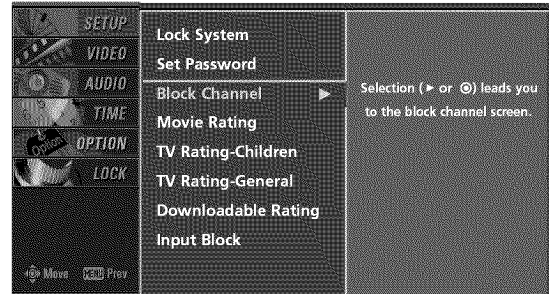 SETUP
VIDEO
AUDIO
TIME
Option OPTION
LOCK
Move MENU Prev
Lock System
Set Password
Block Channel ►
Movie Rating
TV Rating-Children
TV Rating-General
Downloadable Rating
Input Block
Selection (► or ◉) leads you
to the block channel screen.